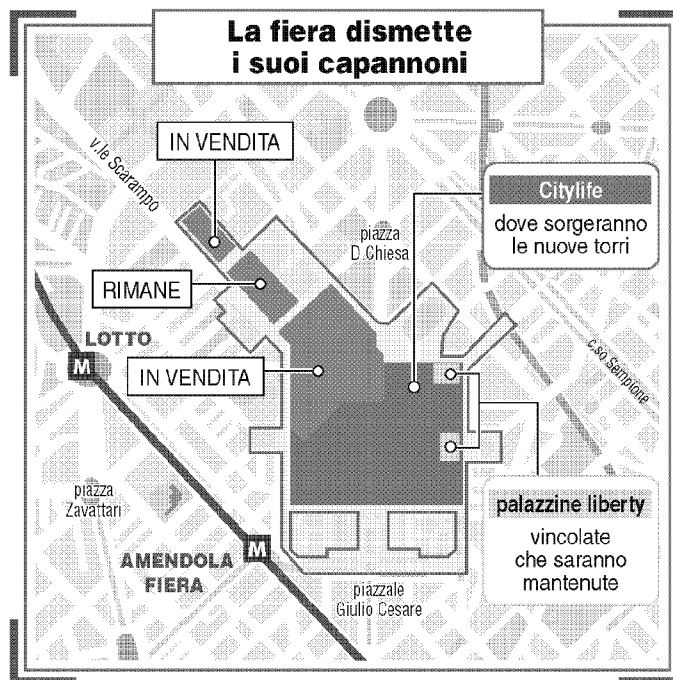 La fiera dismette
i suoi capannoni
v.le Scarampo
IN VENDITA
Citylife
dove sorgeranno
le nuove torri
piazza
D.Chiesa
RIMANE
LOTTO
M
IN VENDITA
c.so Sempione
piazza
Zavattari
palazzine liberty
vincolate
che saranno
mantenute
M
AMENDOLA
FIERA
piazzale
Giulio Cesare